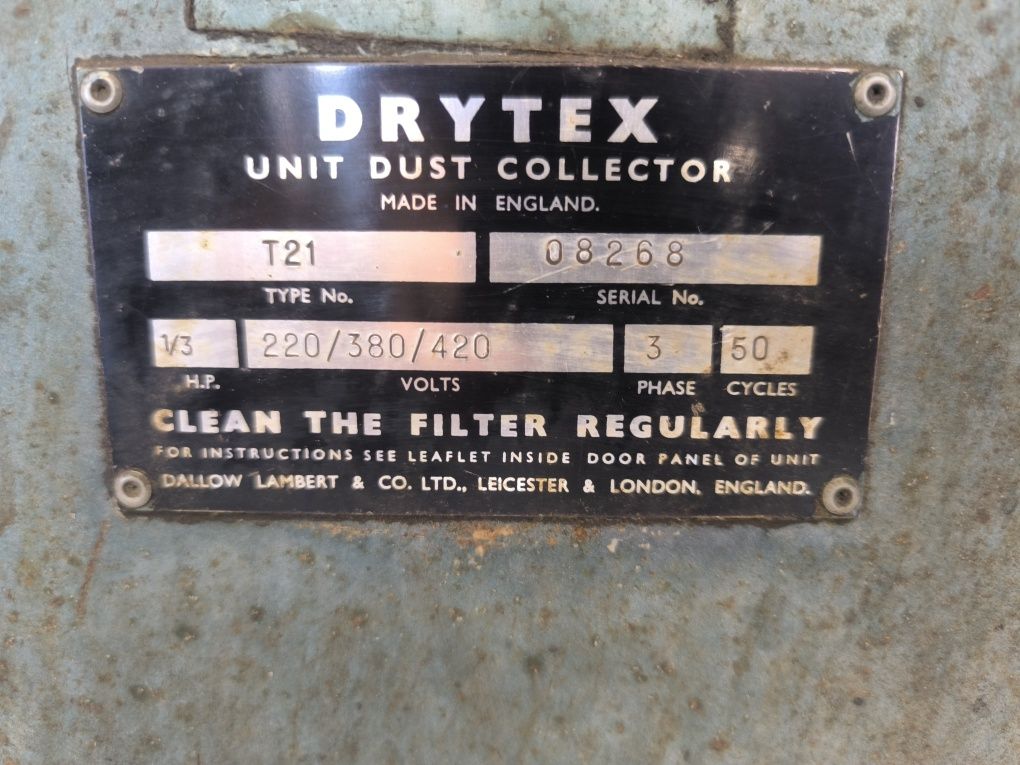 DRYTEX
UNIT DUST COLLECTOR
MADE IN ENGLAND.
T21 08268
TYPE No. SERIAL No.
1/3 220/380/420 3 50
H.P. VOLTS PHASE CYCLES
CLEAN THE FILTER REGULARLY
FOR INSTRUCTIONS SEE LEAFLET INSIDE DOOR PANEL OF UNIT
DALLOW LAMBERT & CO. LTD., LEICESTER & LONDON, ENGLAND.